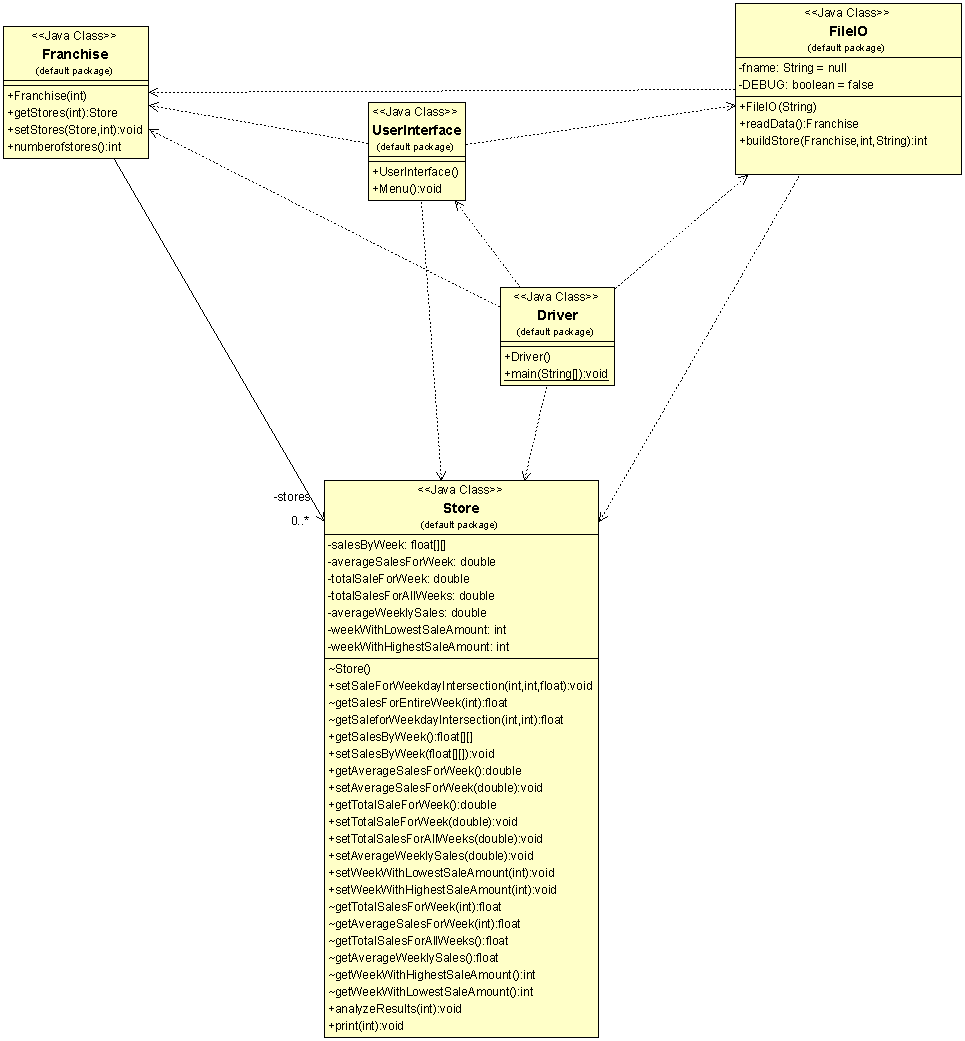 <<Java Class>>
Franchise
(default package)
+Franchise(int)
+getStores(int):Store
+setStores(Store,int):void
+numberofstores():int
<<Java Class>>
UserInterface
(default package)
+UserInterface()
+Menu():void
<<Java Class>>
FileIO
(default package)
-fname: String = null
-DEBUG: boolean = false
+FileIO(String)
+readData():Franchise
+buildStore(Franchise,int,String):int
<<Java Class>>
Driver
(default package)
+Driver()
+main(String[]):void
-stores
0..*
<<Java Class>>
Store
(default package)
-salesByWeek: float[][]
-averageSalesForWeek: double
-totalSaleForWeek: double
-totalSalesForAllWeeks: double
-averageWeeklySales: double
-weekWithLowestSaleAmount: int
-weekWithHighestSaleAmount: int
~Store()
+setSaleForWeekdayIntersection(int,int,float):void
~getSalesForEntireWeek(int):float
~getSaleforWeekdayIntersection(int,int):float
+getSalesByWeek():float[][]
+setSalesByWeek(float[][]):void
+getAverageSalesForWeek():double
+setAverageSalesForWeek(double):void
+getTotalSaleForWeek():double
+setTotalSaleForWeek(double):void
+setTotalSalesForAllWeeks(double):void
+setAverageWeeklySales(double):void
+setWeekWithLowestSaleAmount(int):void
+setWeekWithHighestSaleAmount(int):void
~getTotalSalesForWeek(int):float
~getAverageSalesForWeek(int):float
~getTotalSalesForAllWeeks():float
~getAverageWeeklySales():float
~getWeekWithHighestSaleAmount():int
~getWeekWithLowestSaleAmount():int
+analyzeResults(int):void
+print(int):void